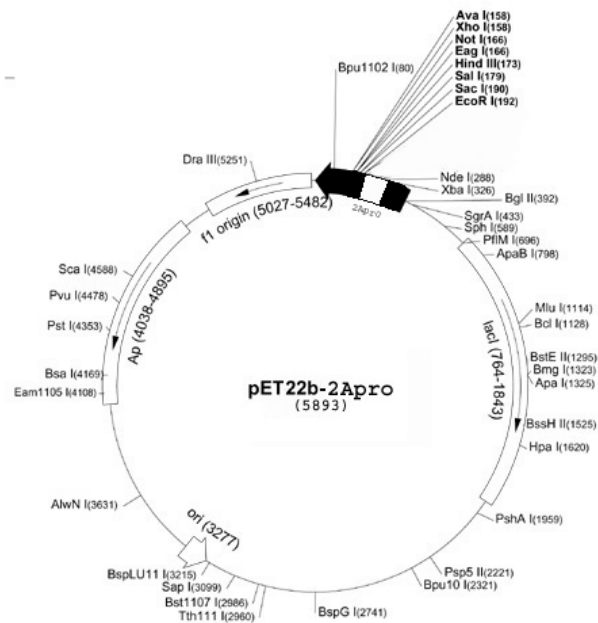 Ava I(158)
Xho I(158)
Not I(166)
Eag I(166)
Hind III(173)
Sal I(179)
Sac I(190)
EcoR I(192)
Bpu1102 I(80)
Dra III(5251)
Nde I(288)
Xba I(326)
Bgl II(392)
SgrA I(433)
Sph I(589)
PflM I(696)
ApaB I(798)
2Apro
f1 origin (5027-5482)
Sca I(4588)
Pvu I(4478)
Pst I(4353)
Bsa I(4169)
Eam1105 I(4108)
Ap (4038-4895)
Mlu I(1114)
Bcl I(1128)
BstE II(1295)
Bmg I(1323)
Apa I(1325)
BssH II(1525)
Hpa I(1620)
lacI (764-1843)
pET22b-2Apro
(5893)
PshA I(1959)
AlwN I(3631)
ori (3277)
BspLU11 I(3215)
Sap I(3099)
Bst1107 I(2986)
Tth111 I(2960)
BspG I(2741)
Psp5 II(2221)
Bpu10 I(2321)